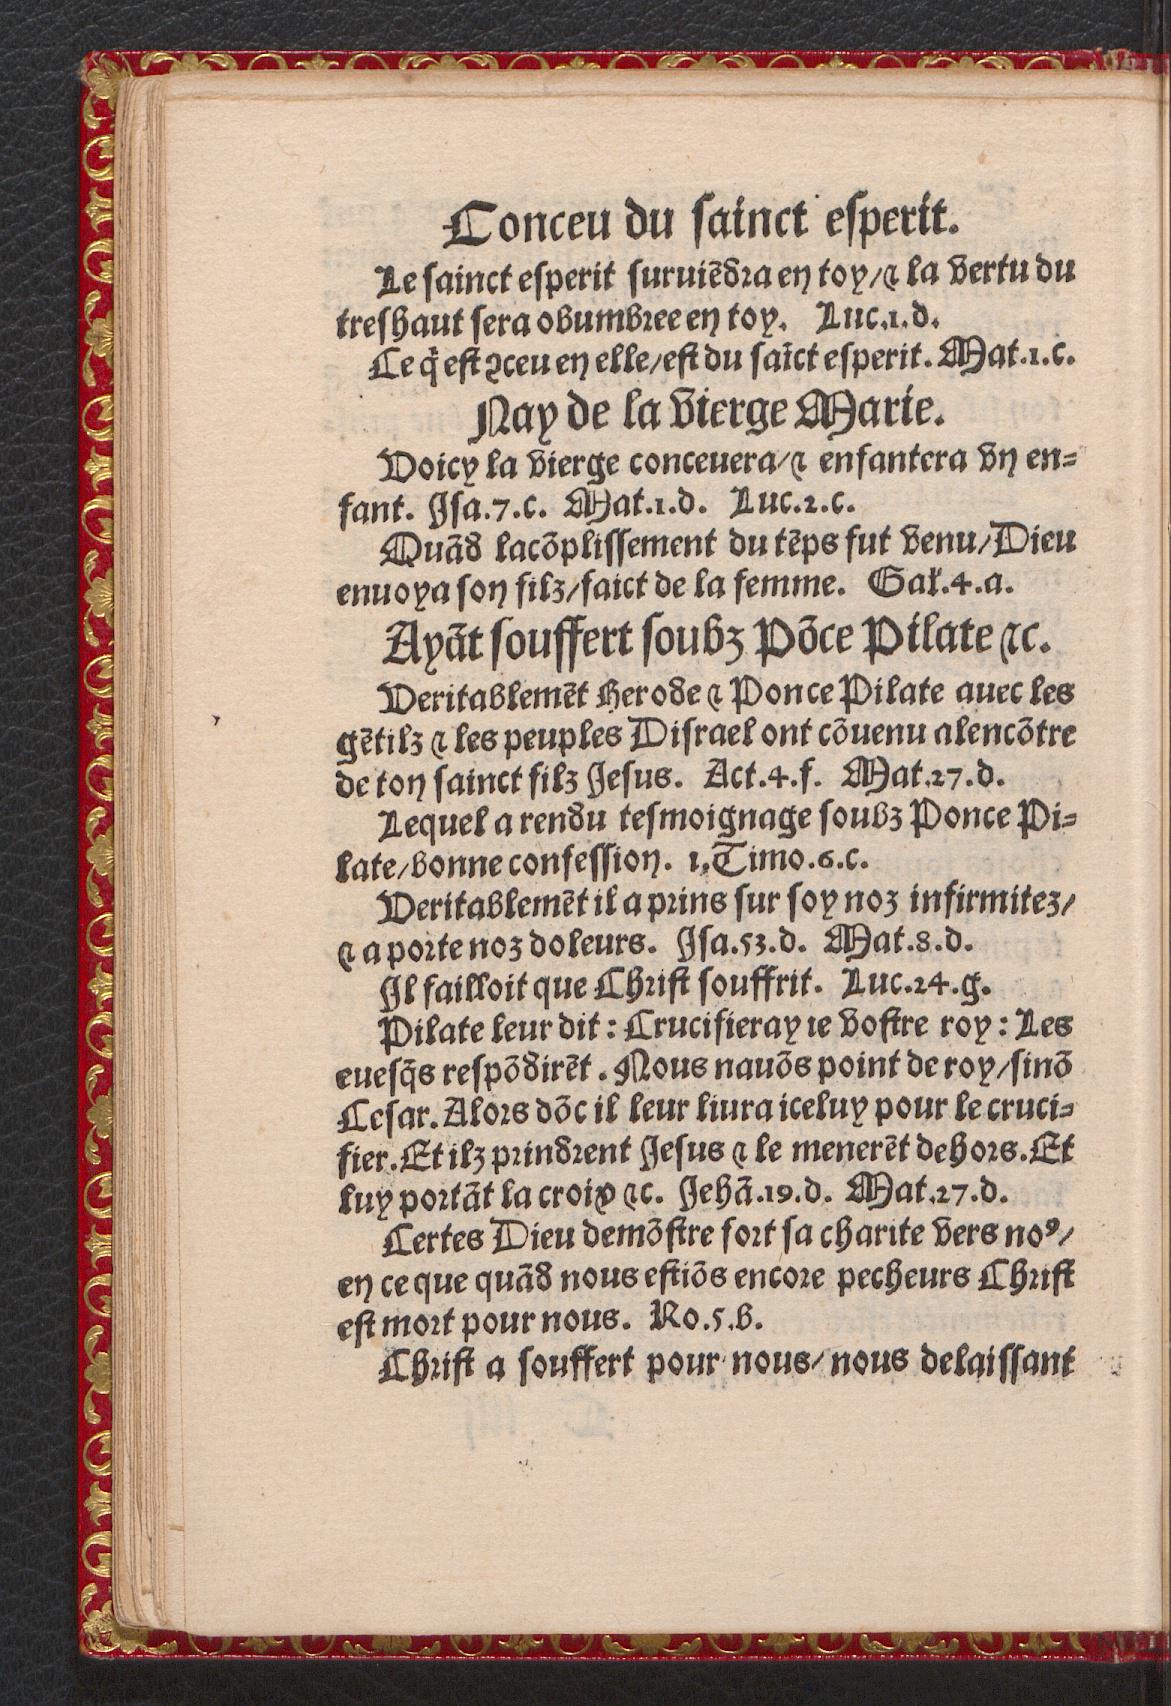 Conceu du sainct esperit.
Le sainct esperit suruiēdra en toy/⁊ la vertu du
treshaut sera obumbree en toy. Luc.1.d.
Ce q̇ est ꝯceu en elle/est du saīct esperit. Mat.1.c.
Nay de la vierge Marie.
Voicy la vierge conceuera/⁊ enfantera vn en-
fant. Isa.7.c. Mat.1.d. Luc.2.c.
Quād lacōplissement du tēps fut venu/Dieu
enuoya son filz/faict de la femme. Gal̄.4.a.
Ayāt souffert soubz Pōce Pilate ⁊c.
Veritablemēt Herode ⁊ Ponce Pilate auec les
gētilz ⁊ les peuples Disrael ont cōuenu alencōtre
de ton sainct filz Jesus. Act.4.f. Mat.27.d.
Lequel a rendu tesmoignage soubz Ponce Pi-
late/bonne confession. 1.Timo.6.c.
Veritablemēt il a prins sur soy noz infirmitez/
⁊ a porte noz doleurs. Isa.53.d. Mat.8.d.
Il failloit que Christ souffrit. Luc.24.g.
Pilate leur dit : Crucifieray ie vostre roy : Les
euesq̄s respōdirēt. Nous nauōs point de roy/sinō
Cesar. Alors dōc il leur liura iceluy pour le cruci-
fier. Et ilz prindrent Jesus ⁊ le menerēt dehors. Et
luy portāt la croix ⁊c. Jehā.19.d. Mat.27.d.
Certes Dieu demōstre fort sa charite vers noꝰ/
en ce que quād nous estiōs encore pecheurs Christ
est mort pour nous. Ro.5.b.
Christ a souffert pour nous/nous delaissant